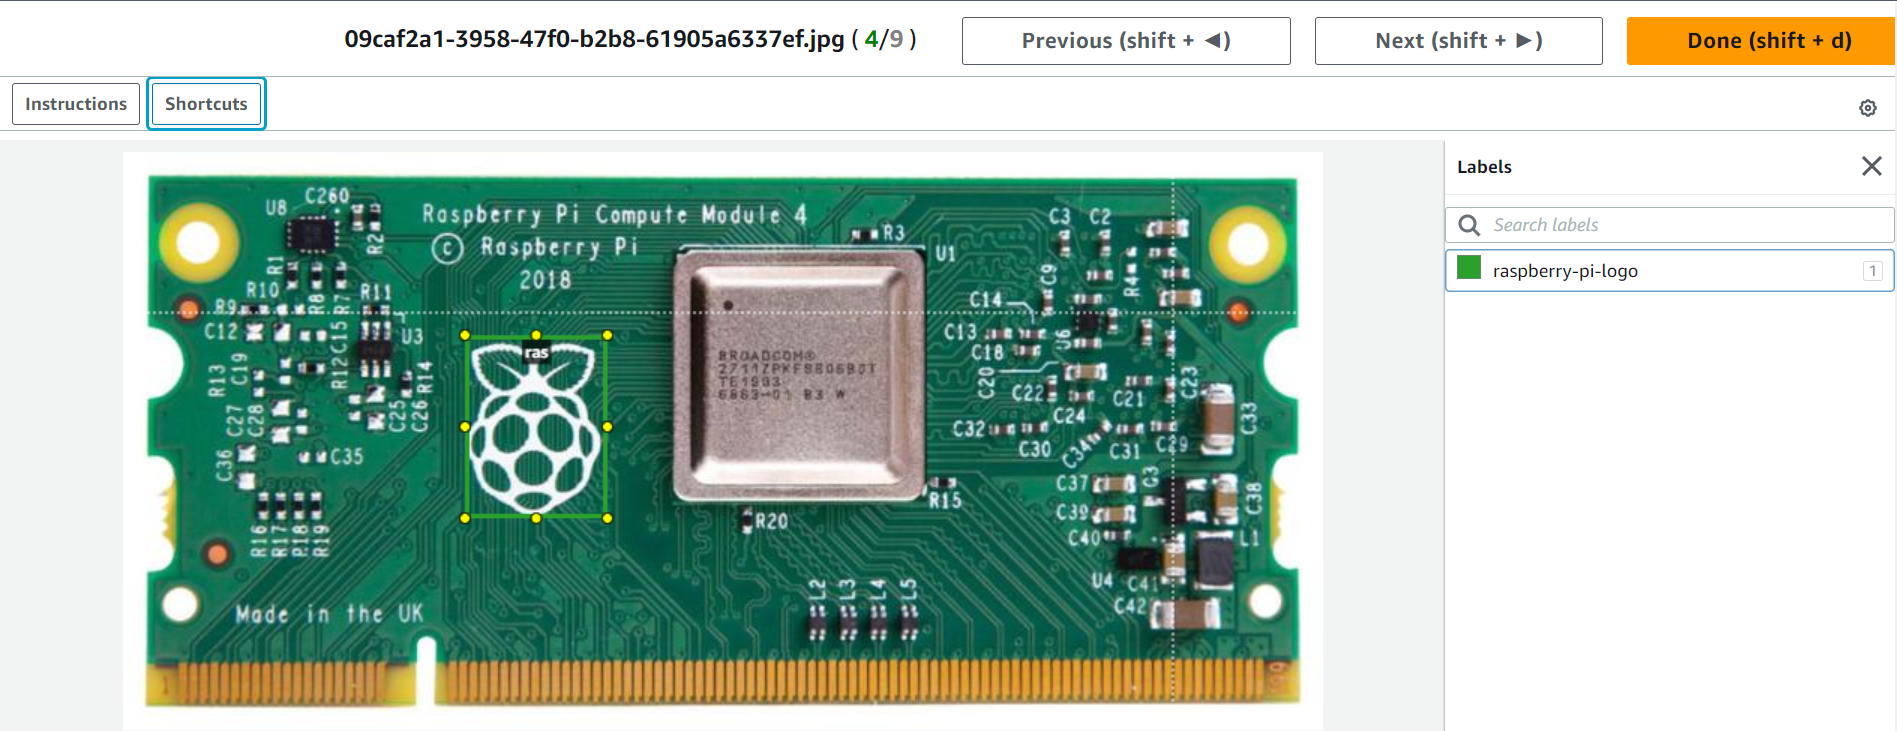 09caf2a1-3958-47f0-b2b8-61905a6337ef.jpg ( 4/9 )
Previous (shift + ◄)
Next (shift + ►)
Done (shift + d)
Instructions
Shortcuts
Labels
Search labels
raspberry-pi-logo
1
C260
U8
R2
Raspberry Pi Compute Module 4
© Raspberry Pi
2018
R3
U1
C3
C2
R1
R10
R8
R7
R11
R9
C12
C15
U3
C9
R4
C14
C13
C18
U6
ras
R13
C19
R12
R14
C20
C22
C21
C23
C24
BROADCOM®
TE1903
B3 W
C27
C28
C25
C26
C32
C30
C34
C31
C29
C33
C36
C35
C37
Q3
C38
R15
C39
R20
R16
R17
R18
R19
C40
L1
U4
C41
C42
L2
L3
L4
L5
Made in the UK
1
199